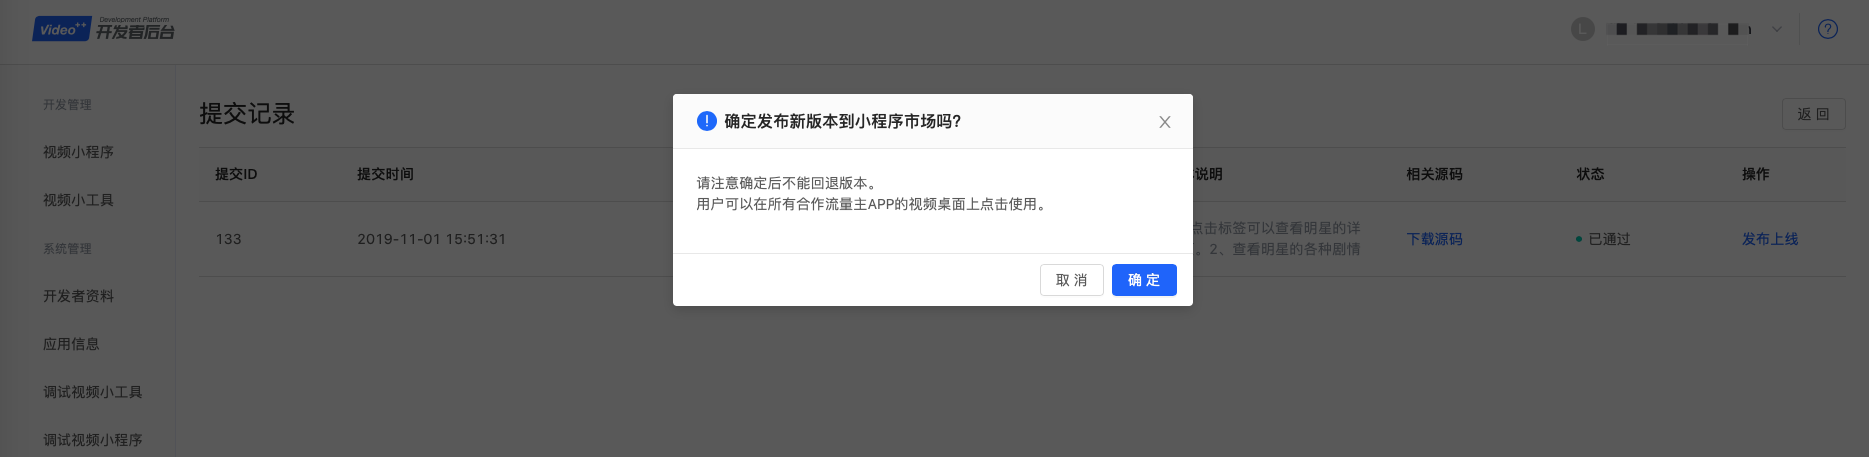 Video++
Development Platform
开发者后台
L
开发管理
视频小程序
视频小工具
系统管理
开发者资料
应用信息
调试视频小工具
调试视频小程序
提交记录
返 回
提交ID
提交时间
说明
相关源码
状态
操作
133
2019-11-01 15:51:31
点击标签可以查看明星的详
。2、查看明星的各种剧情
下载源码
已通过
发布上线
确定发布新版本到小程序市场吗?
请注意确定后不能回退版本。
用户可以在所有合作流量主APP的视频桌面上点击使用。
取 消
确 定